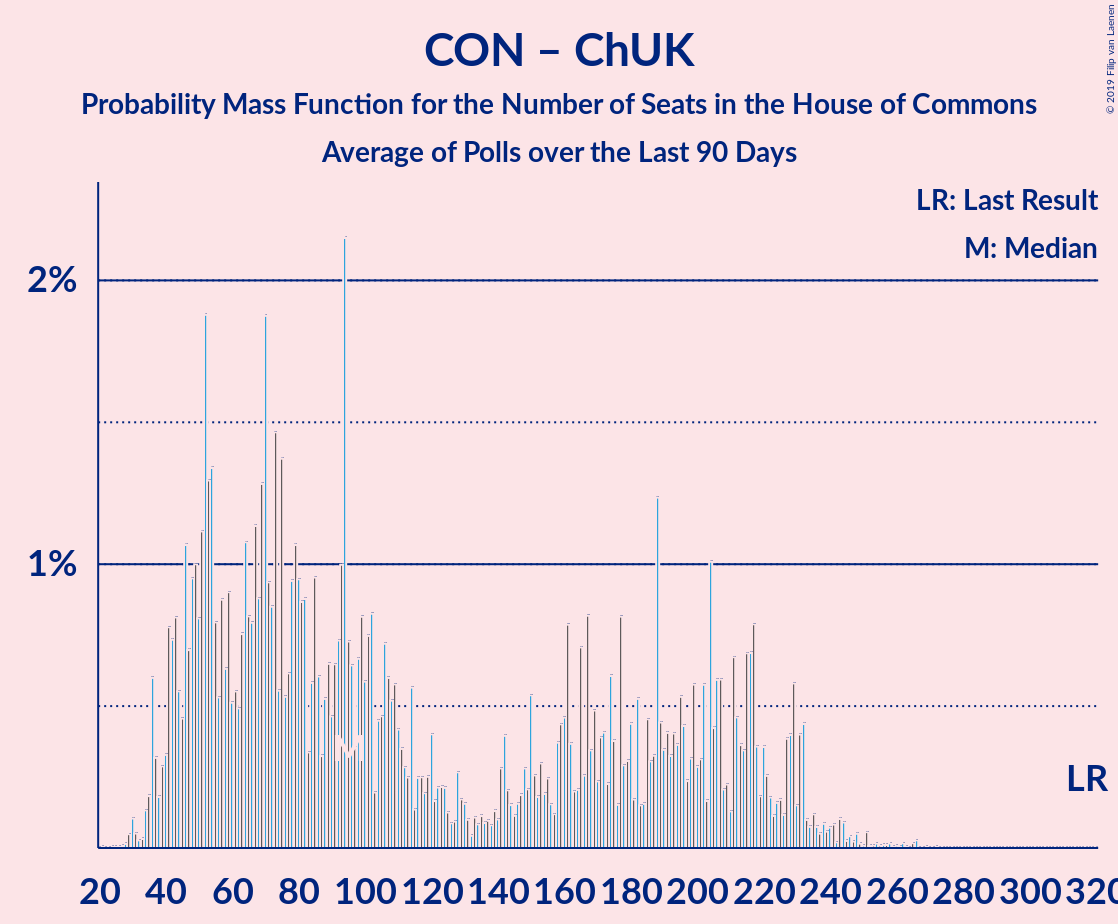 CON – ChUK
Probability Mass Function for the Number of Seats in the House of Commons
Average of Polls over the Last 90 Days
© 2019 Filip van Laenen
LR: Last Result
M: Median
2%
1%
M
LR
20 40 60 80 100 120 140 160 180 200 220 240 260 280 300 320